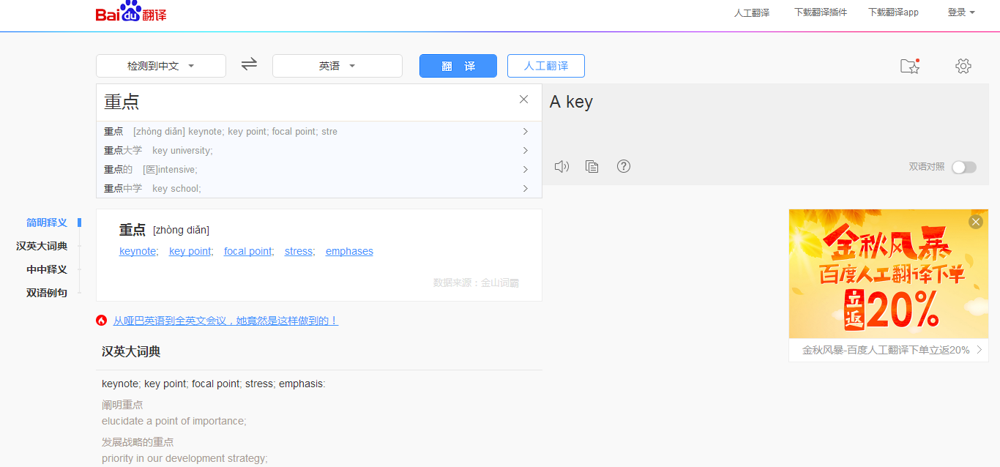 Bai du 翻译
人工翻译 下载翻译插件 下载翻译app 登录
检测到中文 英语 翻 译 人工翻译
重点
A key
重点 [zhòng diǎn] keynote; key point; focal point; stre
重点大学 key university;
重点的 [医]intensive;
重点中学 key school;
双语对照
简明释义
汉英大词典
中中释义
双语例句
重点 [zhòng diǎn]
keynote; key point; focal point; stress; emphases
数据来源：金山词霸
从哑巴英语到全英文会议，她竟然是这样做到的！
汉英大词典
keynote; key point; focal point; stress; emphasis:
阐明重点
elucidate a point of importance;
发展战略的重点
priority in our development strategy;
金秋风暴
百度人工翻译下单
立返20%
金秋风暴-百度人工翻译下单立返20%